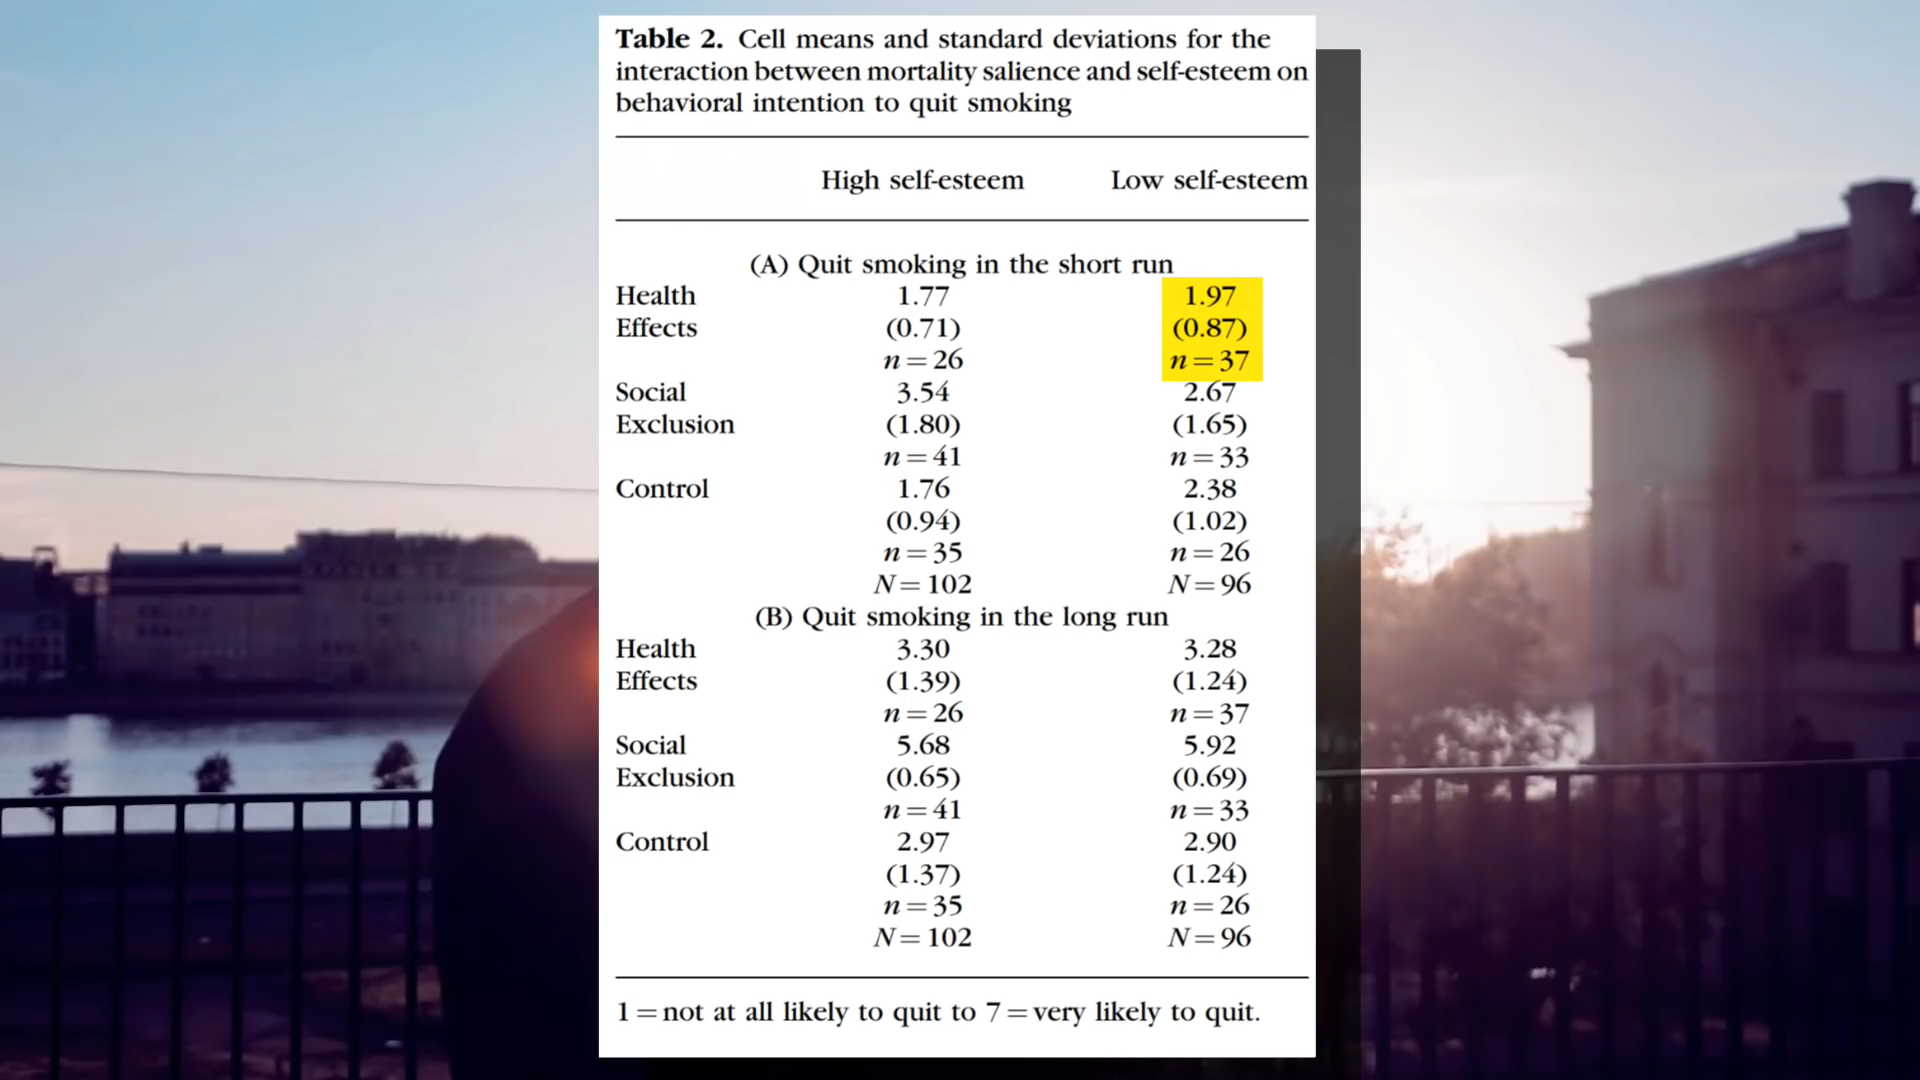 Table 2. Cell means and standard deviations for the
interaction between mortality salience and self-esteem on
behavioral intention to quit smoking
High self-esteem Low self-esteem
(A) Quit smoking in the short run
Health 1.77 1.97
Effects (0.71) (0.87)
n=26 n=37
Social 3.54 2.67
Exclusion (1.80) (1.65)
n=41 n=33
Control 1.76 2.38
(0.94) (1.02)
n=35 n=26
N=102 N=96
(B) Quit smoking in the long run
Health 3.30 3.28
Effects (1.39) (1.24)
n=26 n=37
Social 5.68 5.92
Exclusion (0.65) (0.69)
n=41 n=33
Control 2.97 2.90
(1.37) (1.24)
n=35 n=26
N=102 N=96
1=not at all likely to quit to 7=very likely to quit.